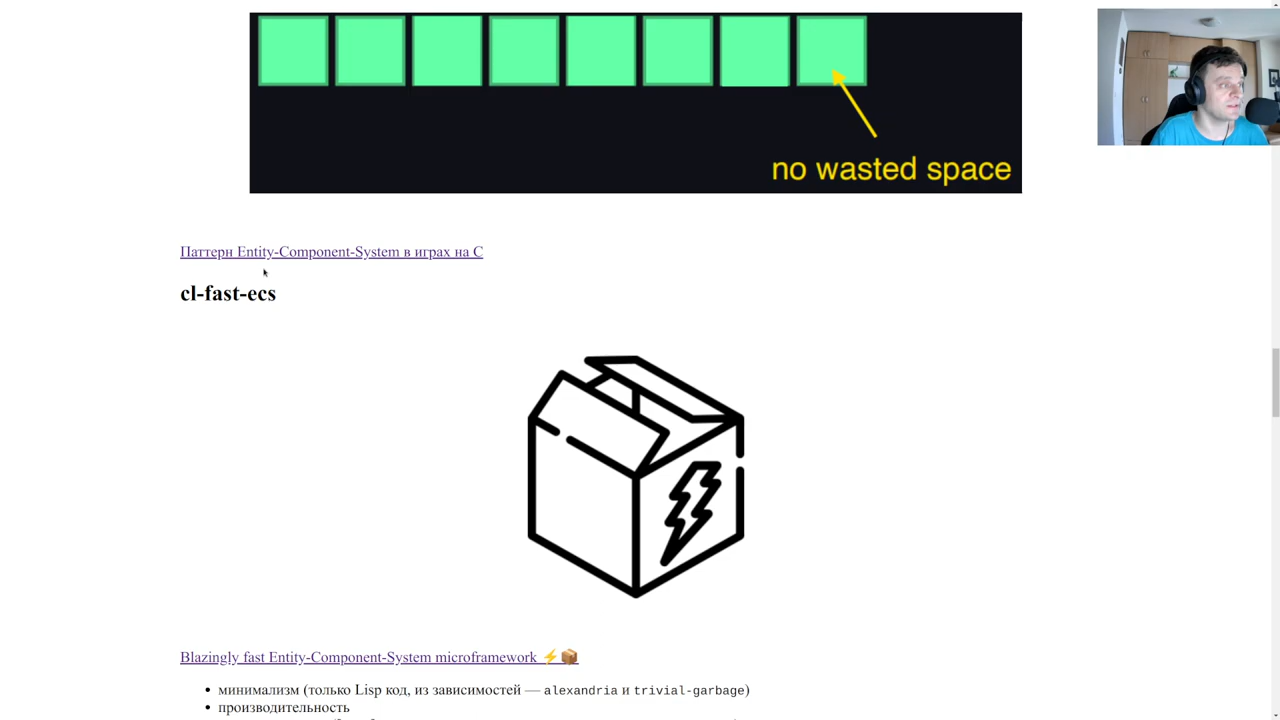 no wasted space
Паттерн Entity-Component-System в играх на C
cl-fast-ecs
Blazingly fast Entity-Component-System microframework ⚡📦
• минимализм (только Lisp код, из зависимостей — alexandria и trivial-garbage)
• производительность